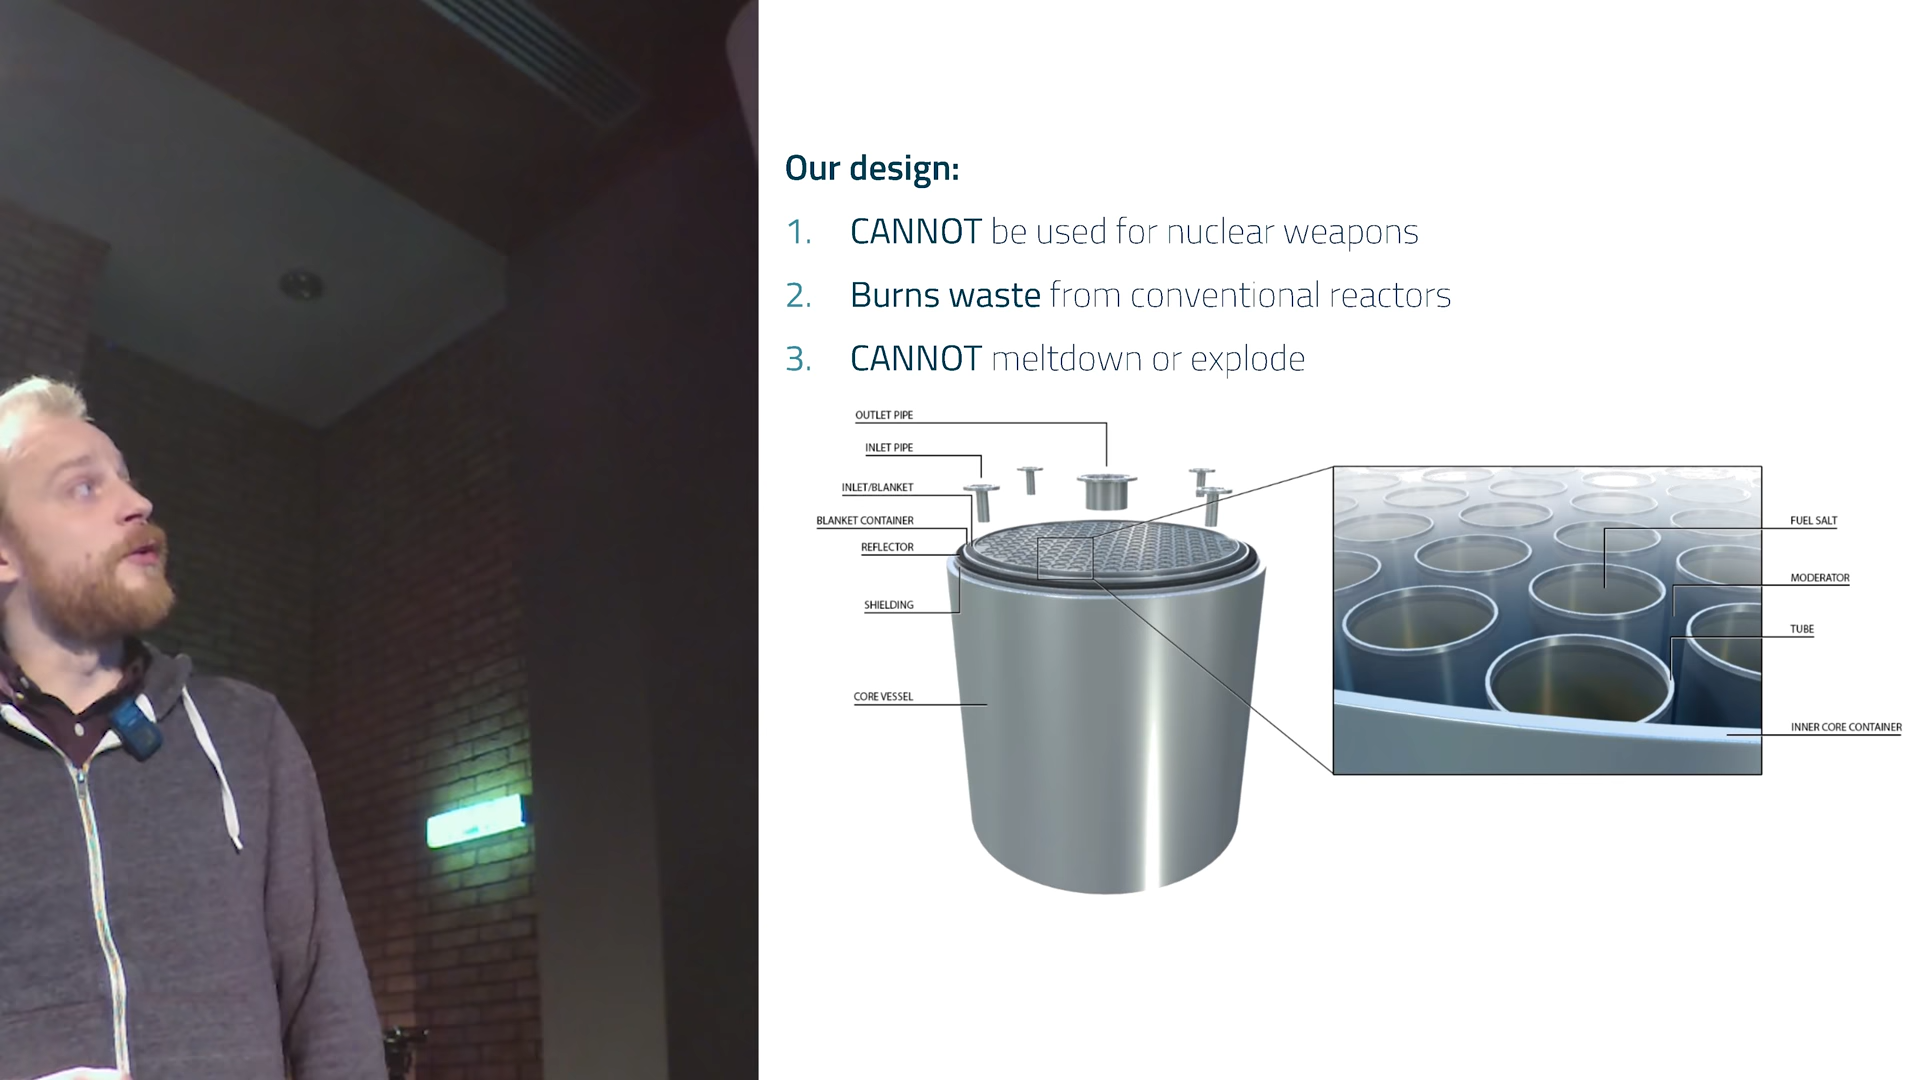 Our design:
1. CANNOT be used for nuclear weapons
2. Burns waste from conventional reactors
3. CANNOT meltdown or explode
OUTLET PIPE
INLET PIPE
INLET/BLANKET
BLANKET CONTAINER
REFLECTOR
SHIELDING
CORE VESSEL
FUEL SALT
MODERATOR
TUBE
INNER CORE CONTAINER